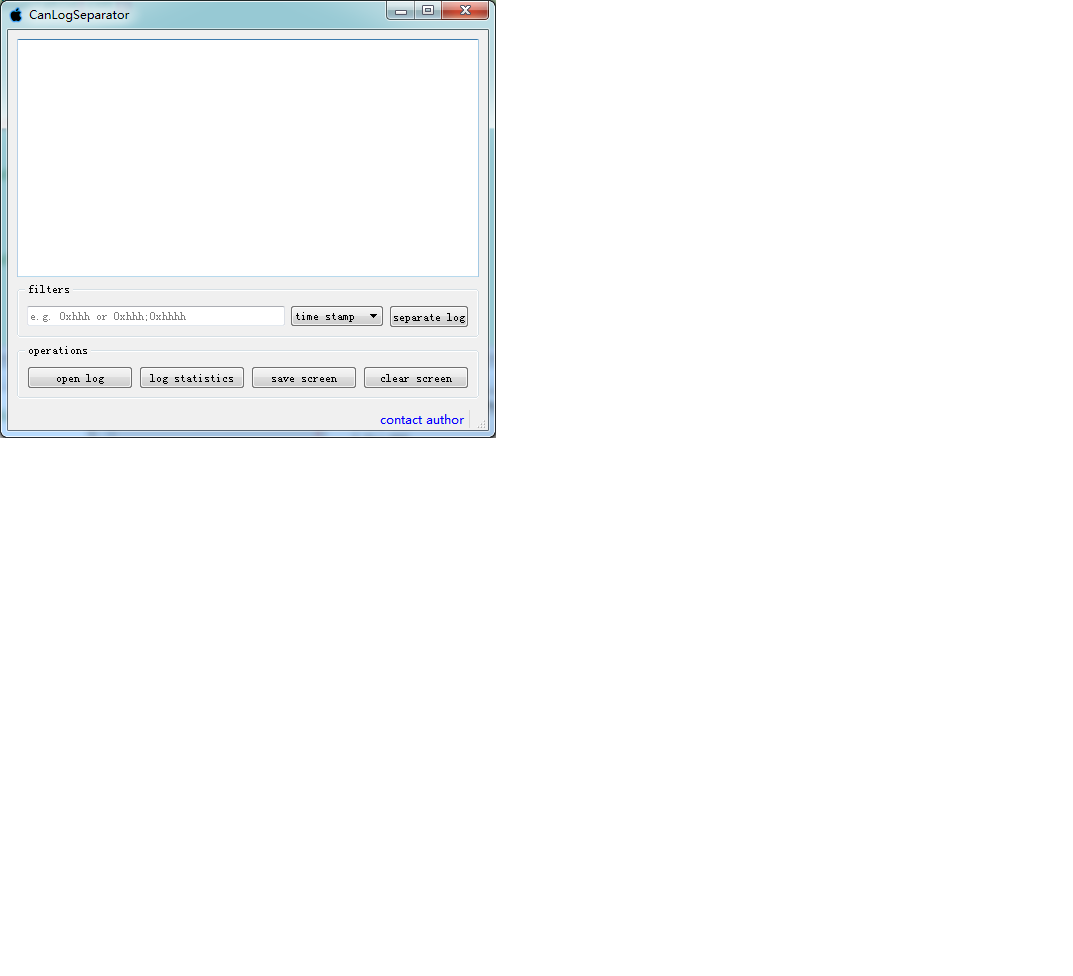 CanLogSeparator
filters
e.g. 0xhhh or 0xhhh;0xhhhh time stamp separate log
operations
open log log statistics save screen clear screen
contact author